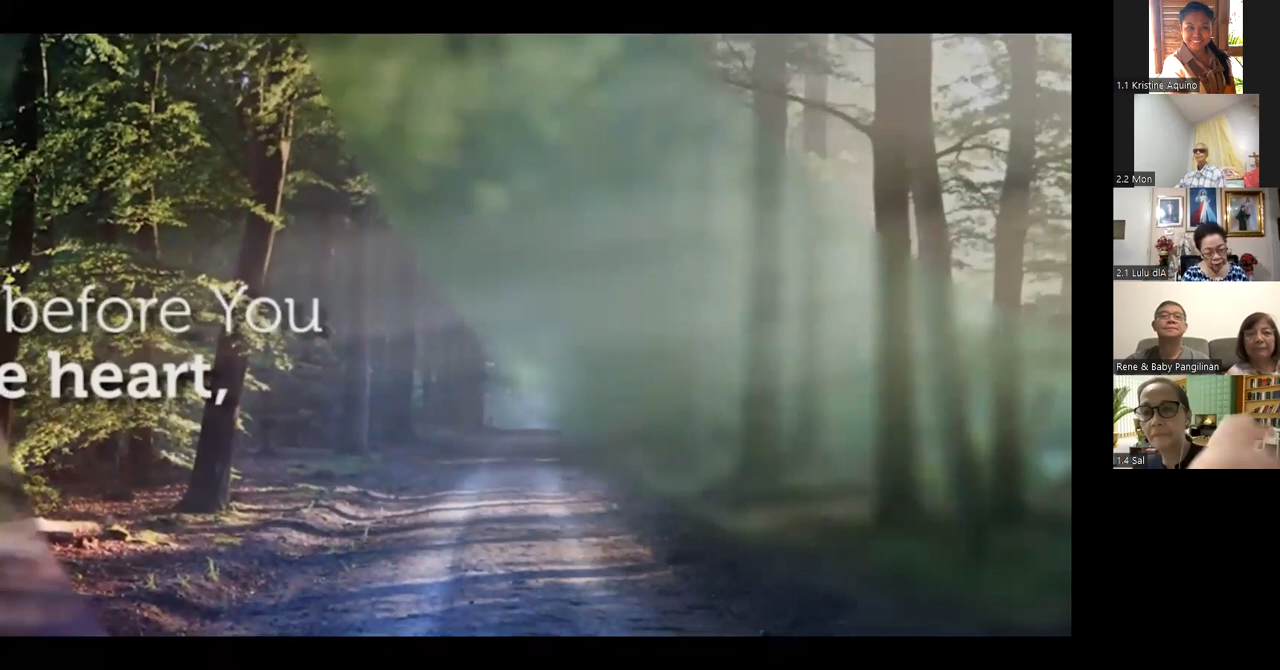 before You
e heart,
1.1 Kristine Aquino
2.2 Mon
2.1 Lulu dlA
Rene & Baby Pangilinan
1.4 Sal